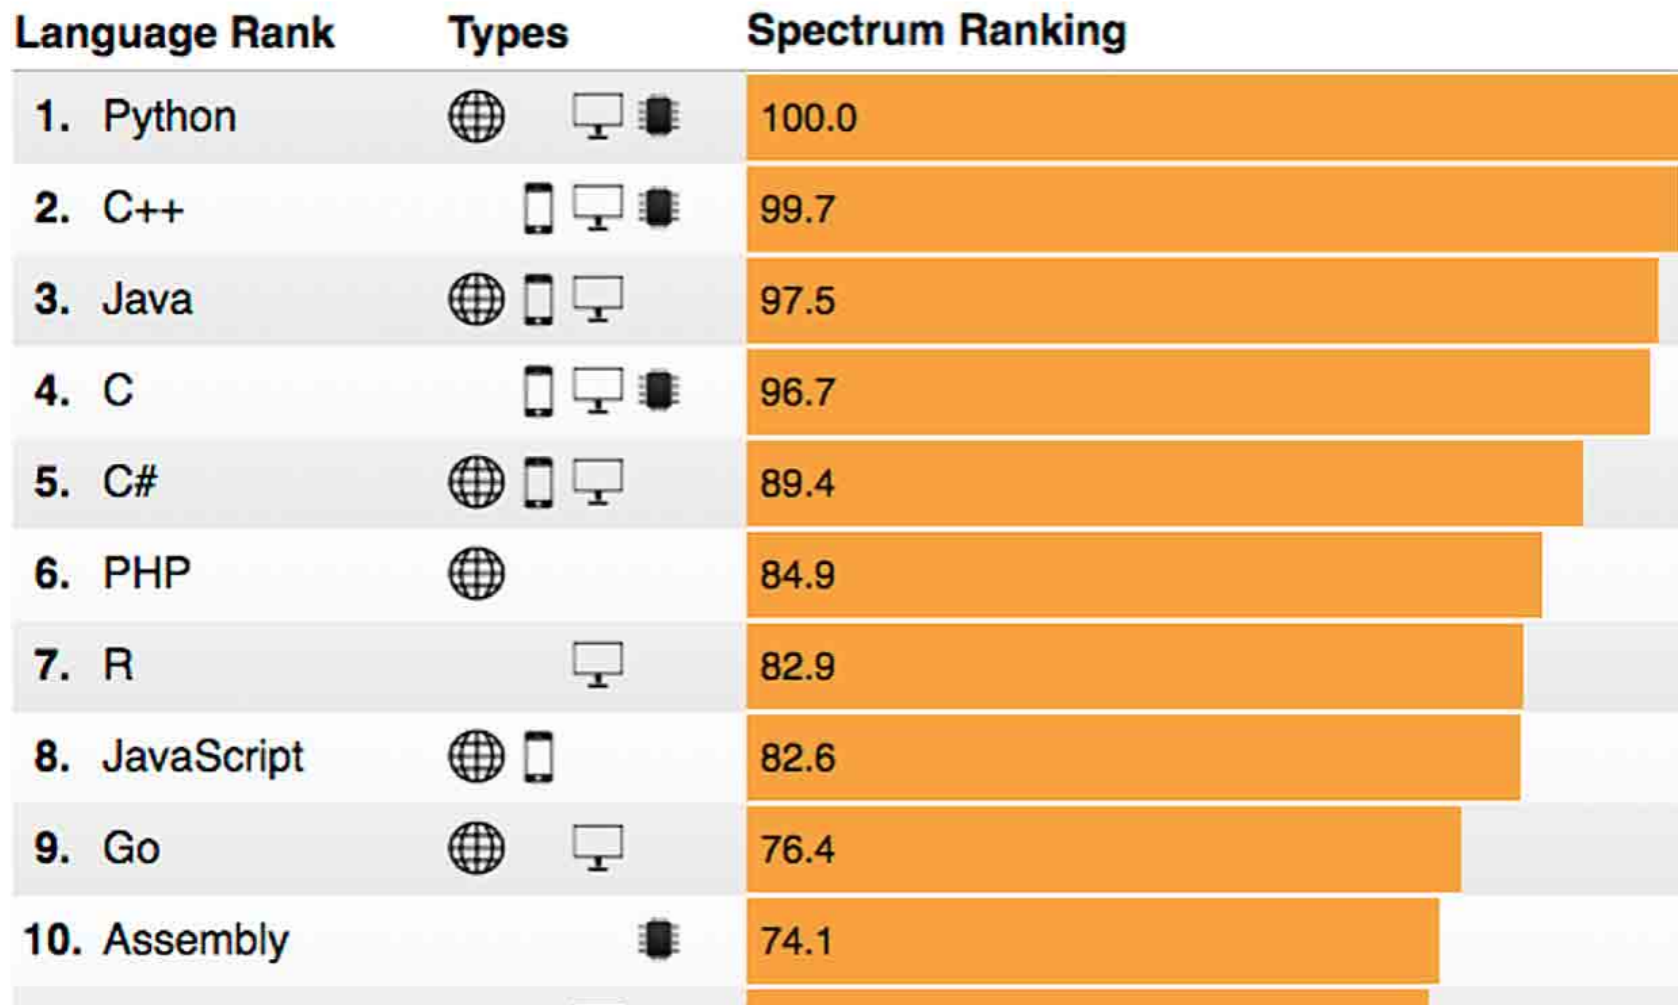 Language Rank Types Spectrum Ranking
1. Python 100.0
2. C++ 99.7
3. Java 97.5
4. C 96.7
5. C# 89.4
6. PHP 84.9
7. R 82.9
8. JavaScript 82.6
9. Go 76.4
10. Assembly 74.1